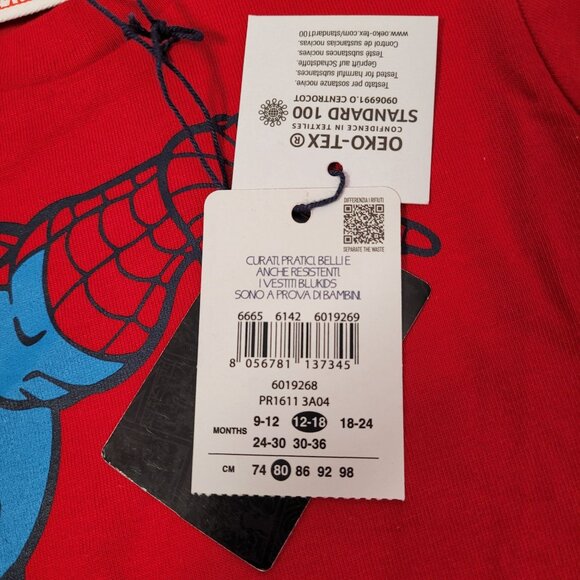 OEKO-TEX®
CONFIDENCE IN TEXTILES
STANDARD 100
0906991.O CENTROCOT
Testato per sostanze nocive.
Tested for harmful substances.
Geprüft auf Schadstoffe.
Testé substances nocives.
Control de sustancias nocivas.
www.oeko-tex.com/standard100
DIFFERENZIA I RIFIUTI
SEPARATE THE WASTE
CURATI, PRATICI, BELLI E
ANCHE RESISTENTI.
I VESTITI BLUKIDS
SONO A PROVA DI BAMBINI.
6665 6142 6019269
8 056781 137345
6019268
PR1611 3A04
MONTHS 9-12 12-18 18-24
24-30 30-36
CM 74 80 86 92 98